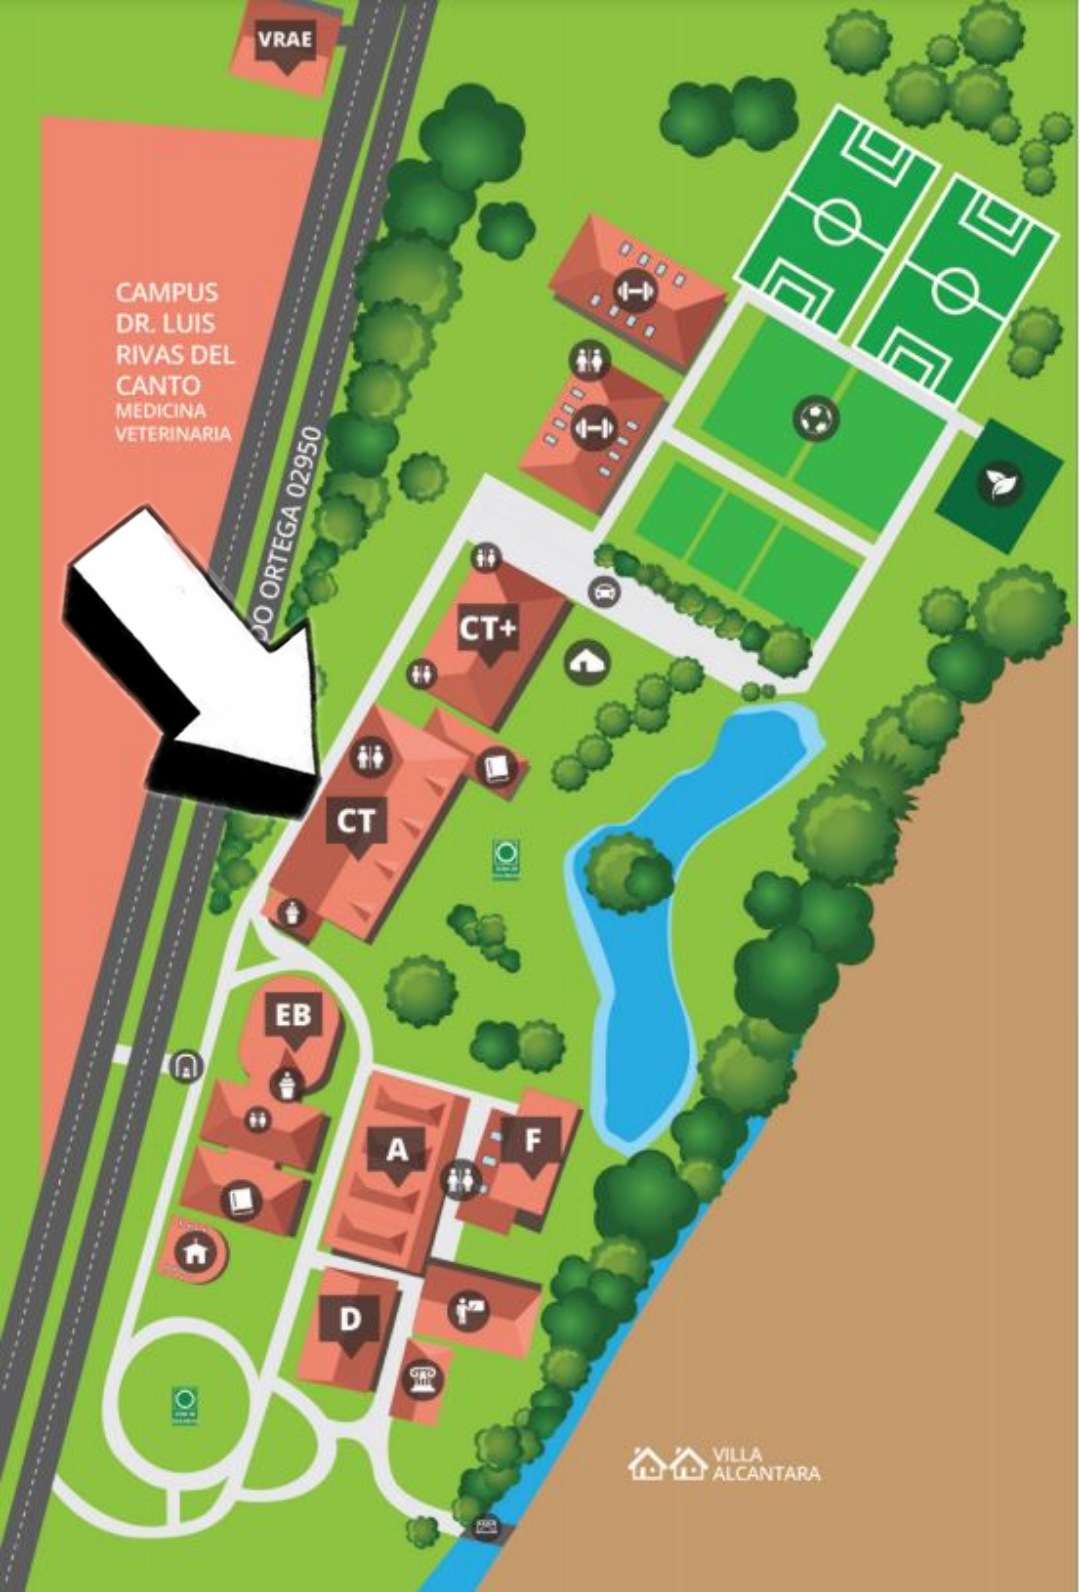 VRAE
CAMPUS
DR. LUIS
RIVAS DEL
CANTO
MEDICINA
VETERINARIA
DO ORTEGA 02950
CT+
CT
EB
A
F
D
VILLA
ALCANTARA